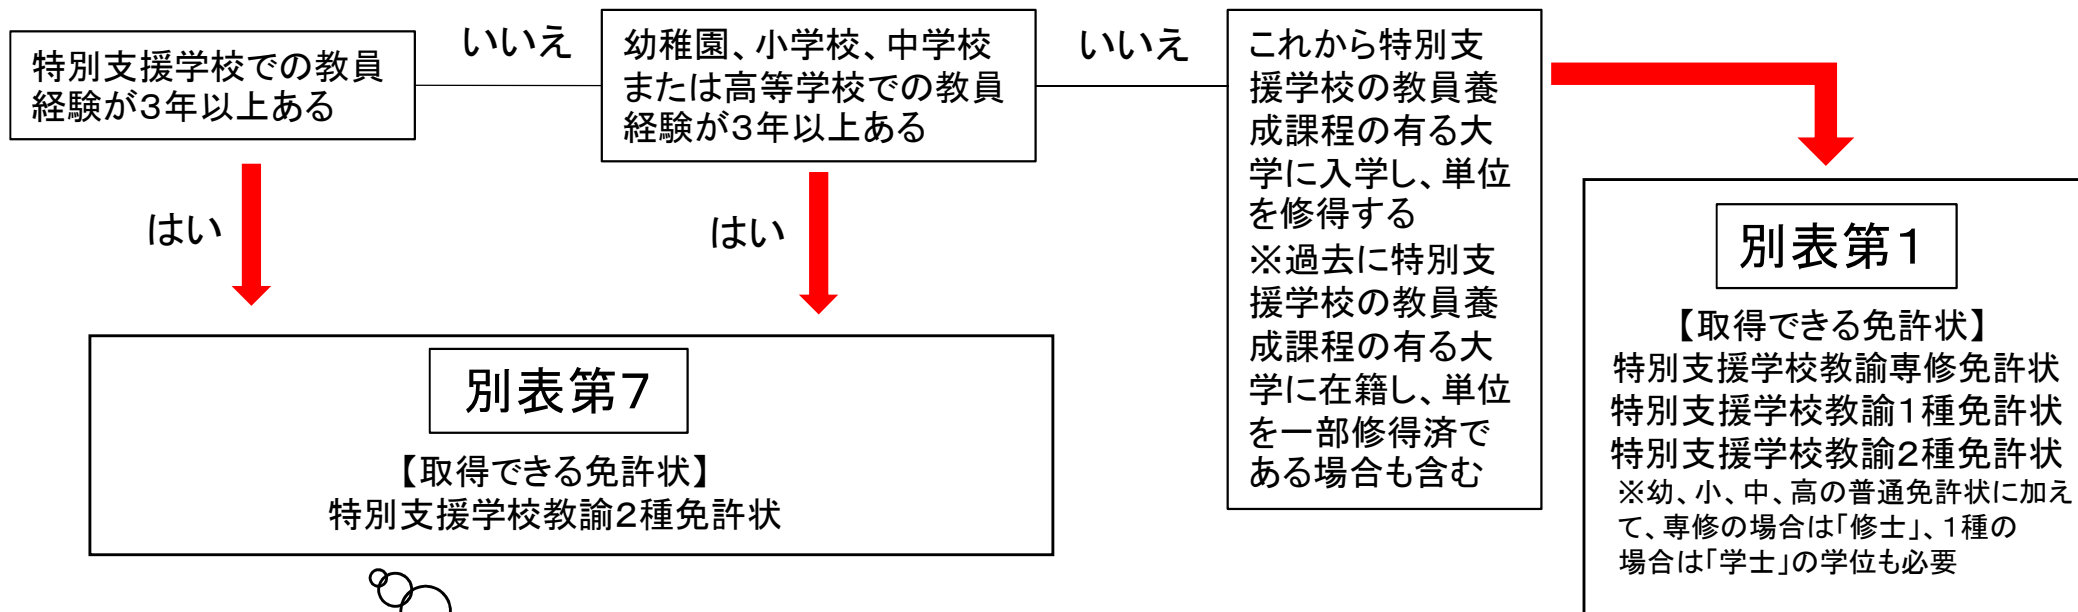 特別支援学校での教員
経験が３年以上ある
いいえ
幼稚園、小学校、中学校
または高等学校での教員
経験が３年以上ある
いいえ
これから特別支
援学校の教員養
成課程の有る大
学に入学し、単位
を修得する
※過去に特別支
援学校の教員養
成課程の有る大
学に在籍し、単位
を一部修得済で
ある場合も含む
はい
はい
別表第７
【取得できる免許状】
特別支援学校教諭２種免許状
別表第１
【取得できる免許状】
特別支援学校教諭専修免許状
特別支援学校教諭１種免許状
特別支援学校教諭２種免許状
※幼、小、中、高の普通免許状に加え
て、専修の場合は「修士」、１種の
場合は「学士」の学位も必要